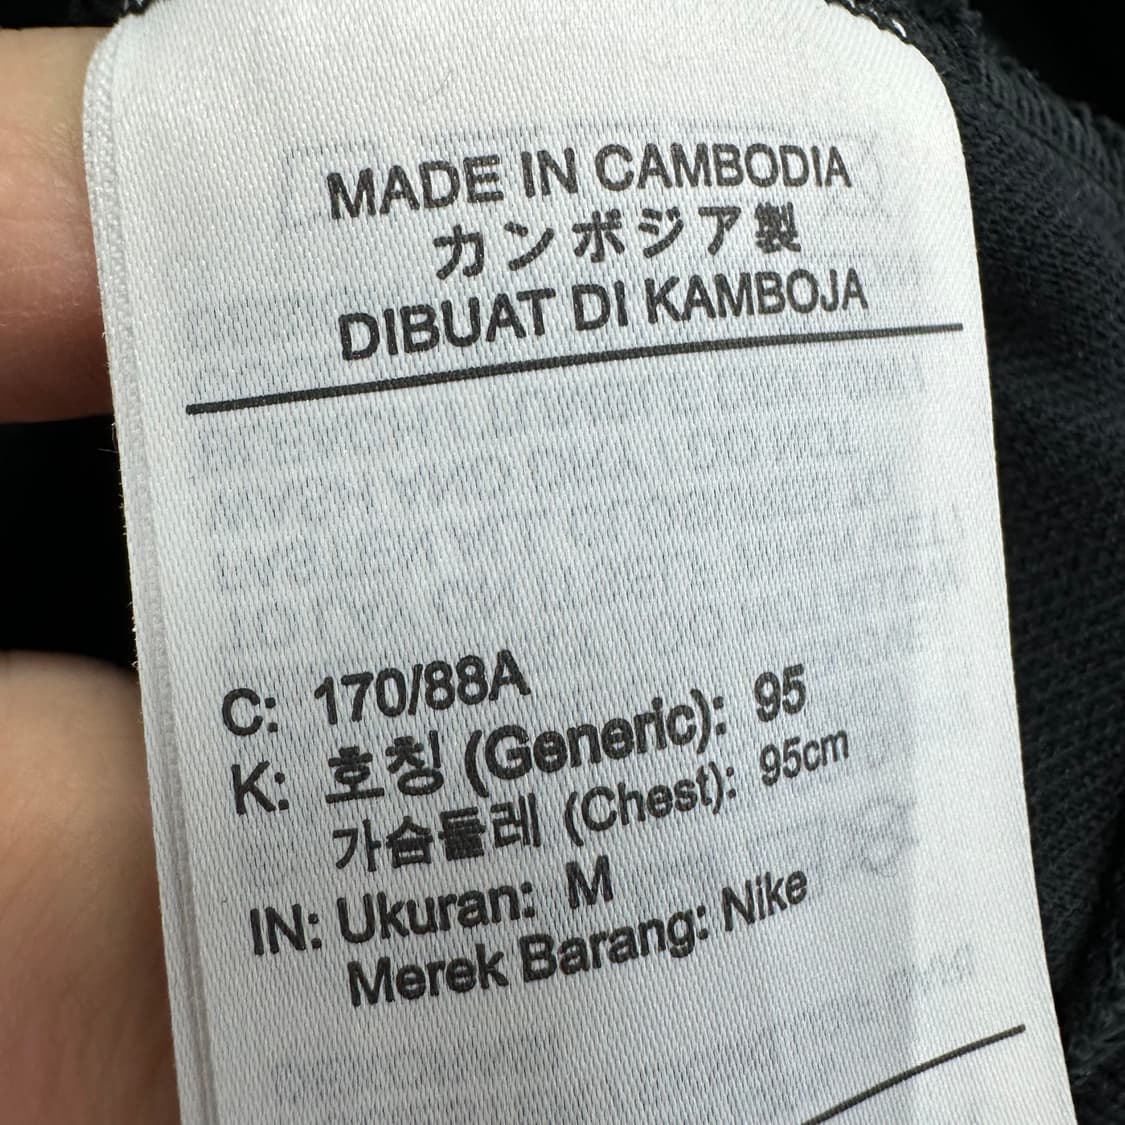 MADE IN CAMBODIA
カンボジア製
DIBUAT DI KAMBOJA
C: 170/88A
K: 호칭 (Generic): 95
가슴둘레 (Chest): 95cm
IN: Ukuran: M
Merek Barang: Nike